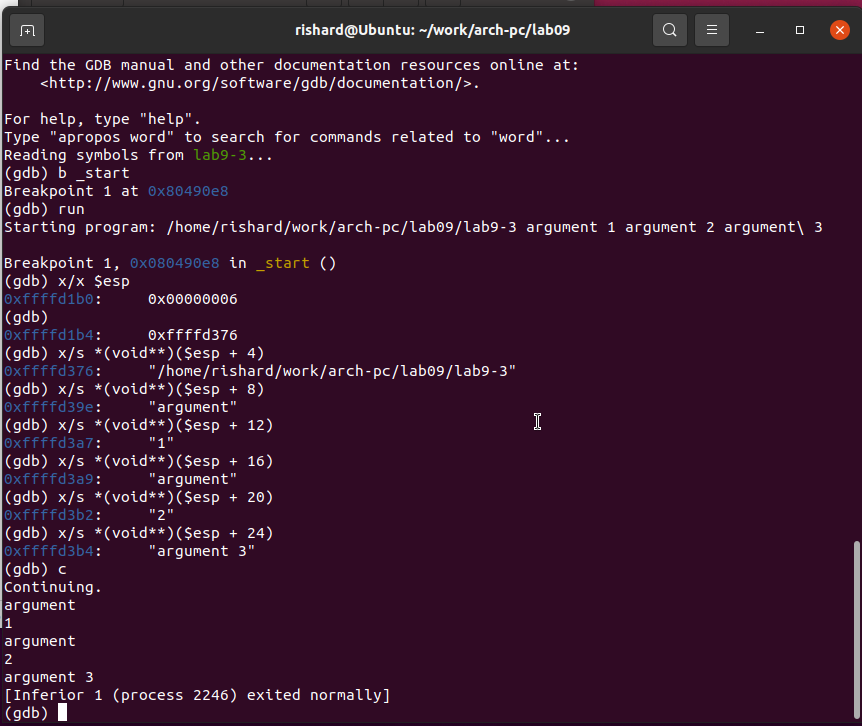 rishard@Ubuntu: ~/work/arch-pc/lab09
Find the GDB manual and other documentation resources online at:
    <http://www.gnu.org/software/gdb/documentation/>.

For help, type "help".
Type "apropos word" to search for commands related to "word"...
Reading symbols from lab9-3...
(gdb) b _start
Breakpoint 1 at 0x80490e8
(gdb) run
Starting program: /home/rishard/work/arch-pc/lab09/lab9-3 argument 1 argument 2 argument\ 3

Breakpoint 1, 0x080490e8 in _start ()
(gdb) x/x $esp
0xffffd1b0:     0x00000006
(gdb)
0xffffd1b4:     0xffffd376
(gdb) x/s *(void**)($esp + 4)
0xffffd376:     "/home/rishard/work/arch-pc/lab09/lab9-3"
(gdb) x/s *(void**)($esp + 8)
0xffffd39e:     "argument"
(gdb) x/s *(void**)($esp + 12)
0xffffd3a7:     "1"
(gdb) x/s *(void**)($esp + 16)
0xffffd3a9:     "argument"
(gdb) x/s *(void**)($esp + 20)
0xffffd3b2:     "2"
(gdb) x/s *(void**)($esp + 24)
0xffffd3b4:     "argument 3"
(gdb) c
Continuing.
argument
1
argument
2
argument 3
[Inferior 1 (process 2246) exited normally]
(gdb)